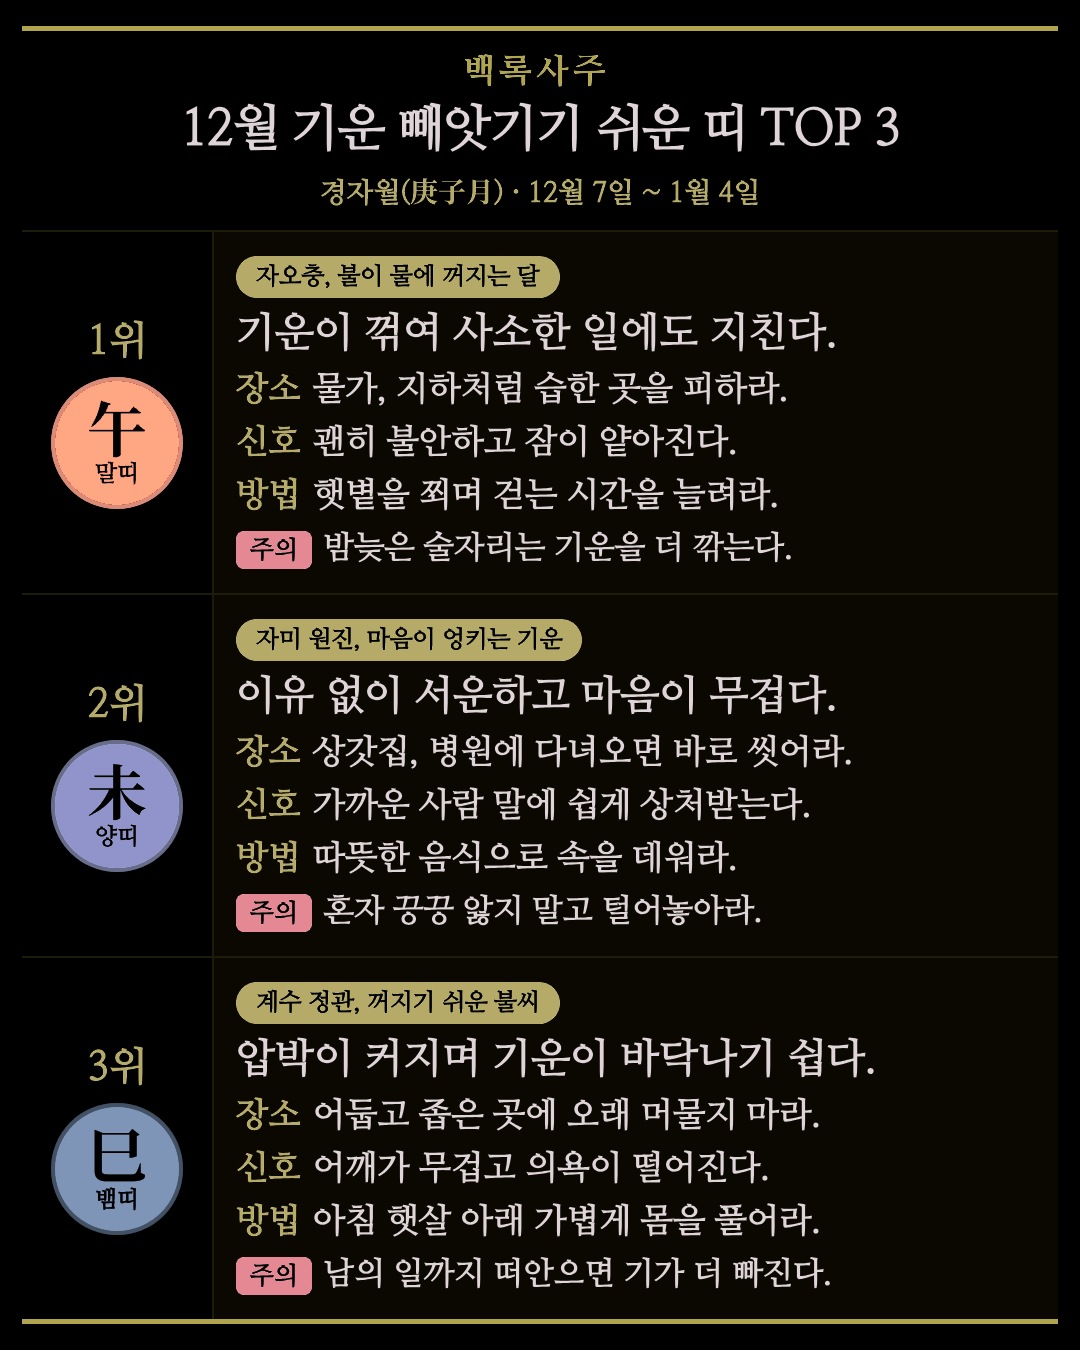 백록사주
12월 기운 빼앗기기 쉬운 띠 TOP 3
경자월(庚子月) · 12월 7일 ~ 1월 4일
1위
午
말띠
자오충, 불이 물에 꺼지는 달
기운이 꺾여 사소한 일에도 지친다.
장소 물가, 지하처럼 습한 곳을 피하라.
신호 괜히 불안하고 잠이 얕아진다.
방법 햇볕을 쬐며 걷는 시간을 늘려라.
주의 밤늦은 술자리는 기운을 더 깎는다.
2위
未
양띠
자미 원진, 마음이 엉키는 기운
이유 없이 서운하고 마음이 무겁다.
장소 상갓집, 병원에 다녀오면 바로 씻어라.
신호 가까운 사람 말에 쉽게 상처받는다.
방법 따뜻한 음식으로 속을 데워라.
주의 혼자 끙끙 앓지 말고 털어놓아라.
3위
巳
뱀띠
계수 정관, 꺼지기 쉬운 불씨
압박이 커지며 기운이 바닥나기 쉽다.
장소 어둡고 좁은 곳에 오래 머물지 마라.
신호 어깨가 무겁고 의욕이 떨어진다.
방법 아침 햇살 아래 가볍게 몸을 풀어라.
주의 남의 일까지 떠안으면 기가 더 빠진다.